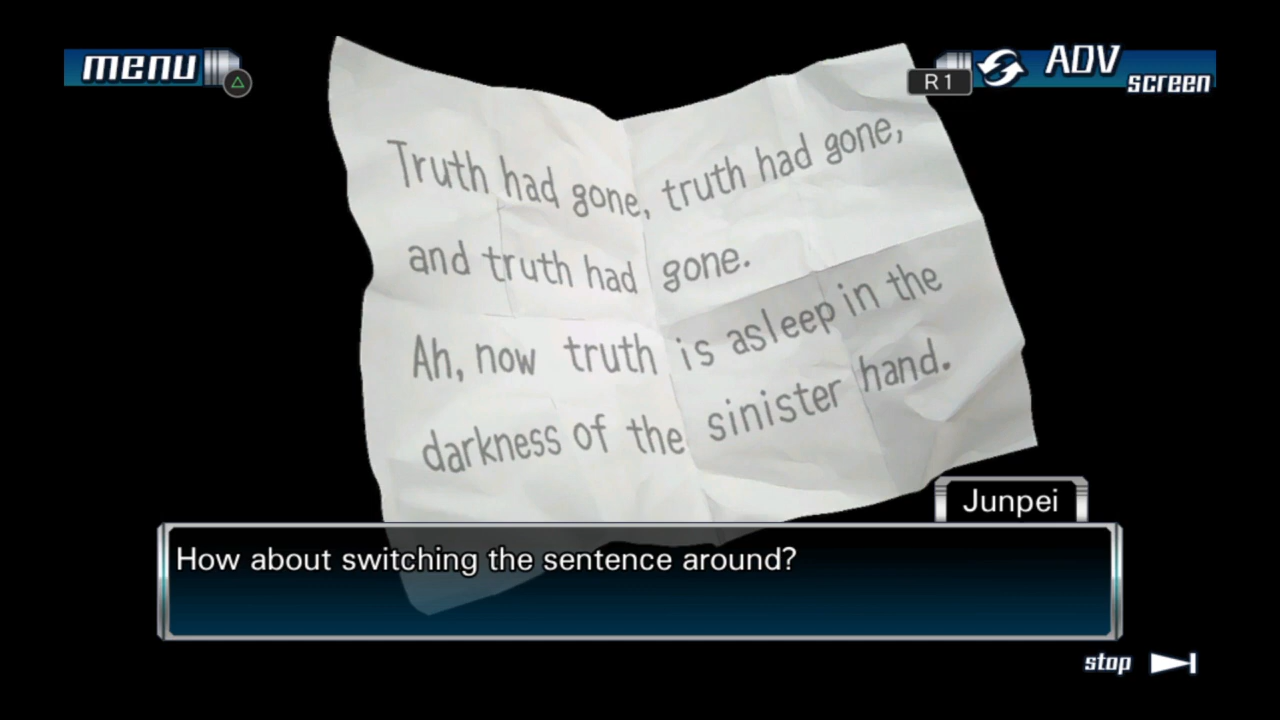 menu
R1
ADV
screen
Truth had gone, truth had gone,
and truth had gone.
Ah, now truth is asleep in the
darkness of the sinister hand.
Junpei
How about switching the sentence around?
stop